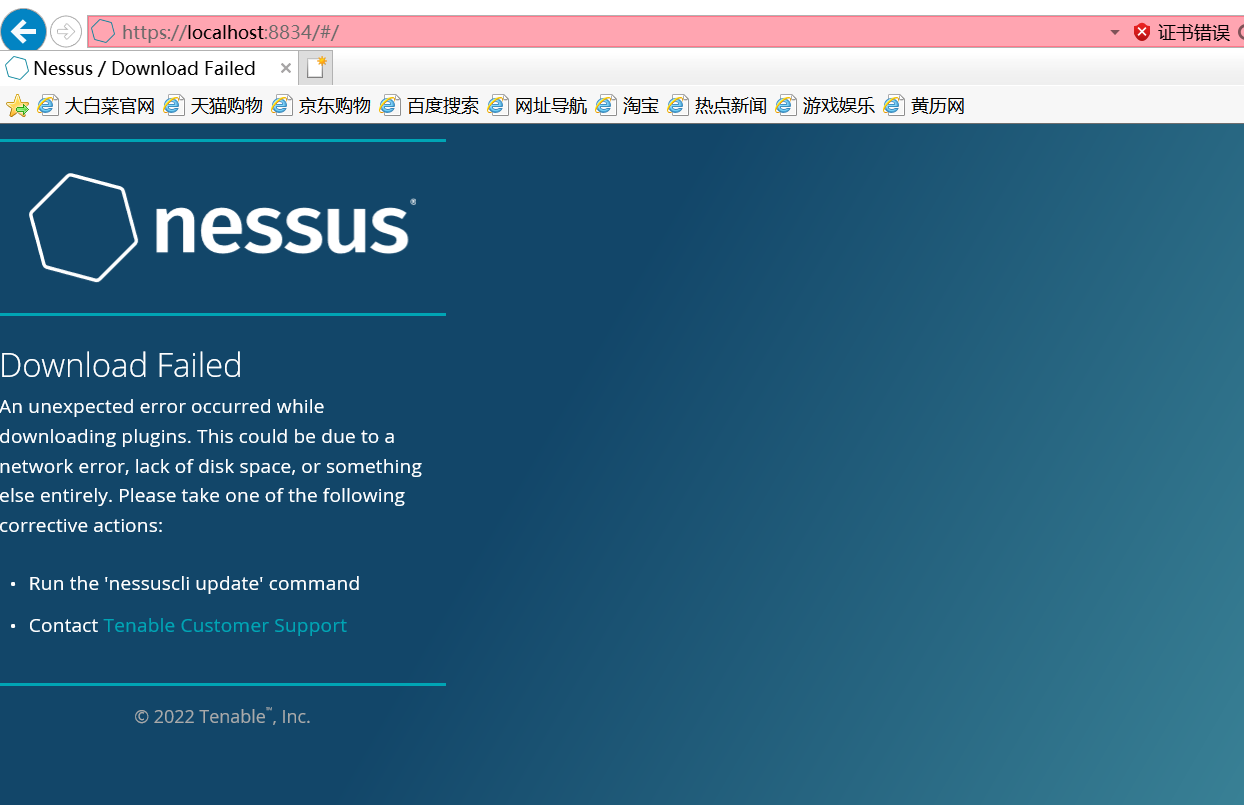 https://localhost:8834/#/
证书错误
Nessus / Download Failed
大白菜官网 天猫购物 京东购物 百度搜索 网址导航 淘宝 热点新闻 游戏娱乐 黄历网
nessus®
Download Failed
An unexpected error occurred while
downloading plugins. This could be due to a
network error, lack of disk space, or something
else entirely. Please take one of the following
corrective actions:
• Run the 'nessuscli update' command
• Contact Tenable Customer Support
© 2022 Tenable™, Inc.